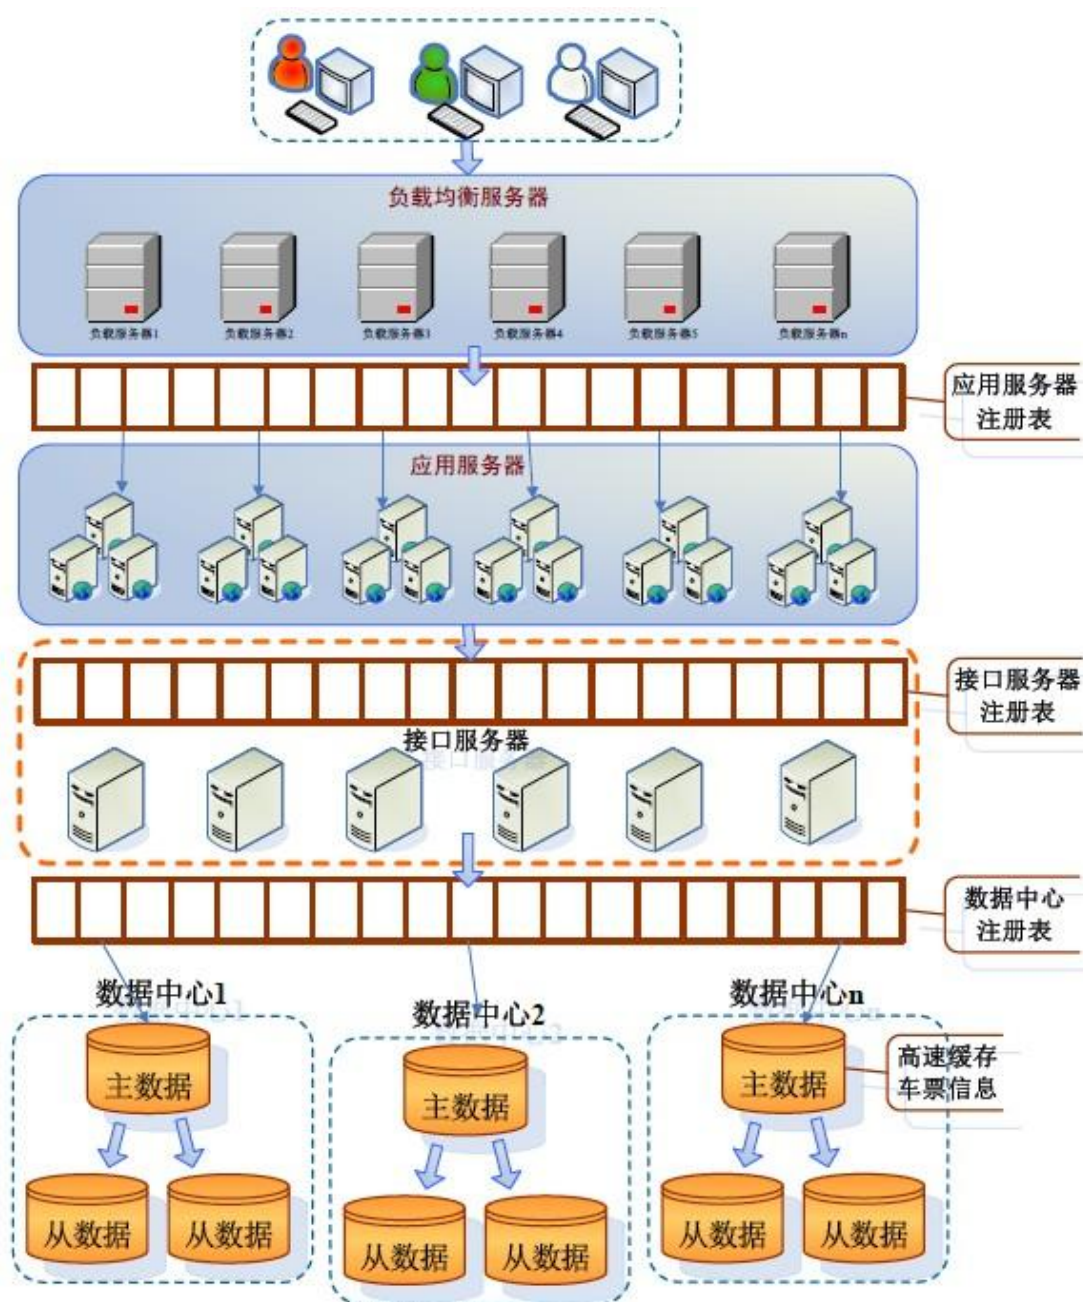 负载均衡服务器
负载服务器1
负载服务器2
负载服务器3
负载服务器4
负载服务器5
负载服务器n
应用服务器
注册表
应用服务器
接口服务器
注册表
接口服务器
数据中心
注册表
数据中心1
数据中心2
数据中心n
主数据
主数据
主数据
高速缓存
车票信息
从数据
从数据
从数据
从数据
从数据
从数据